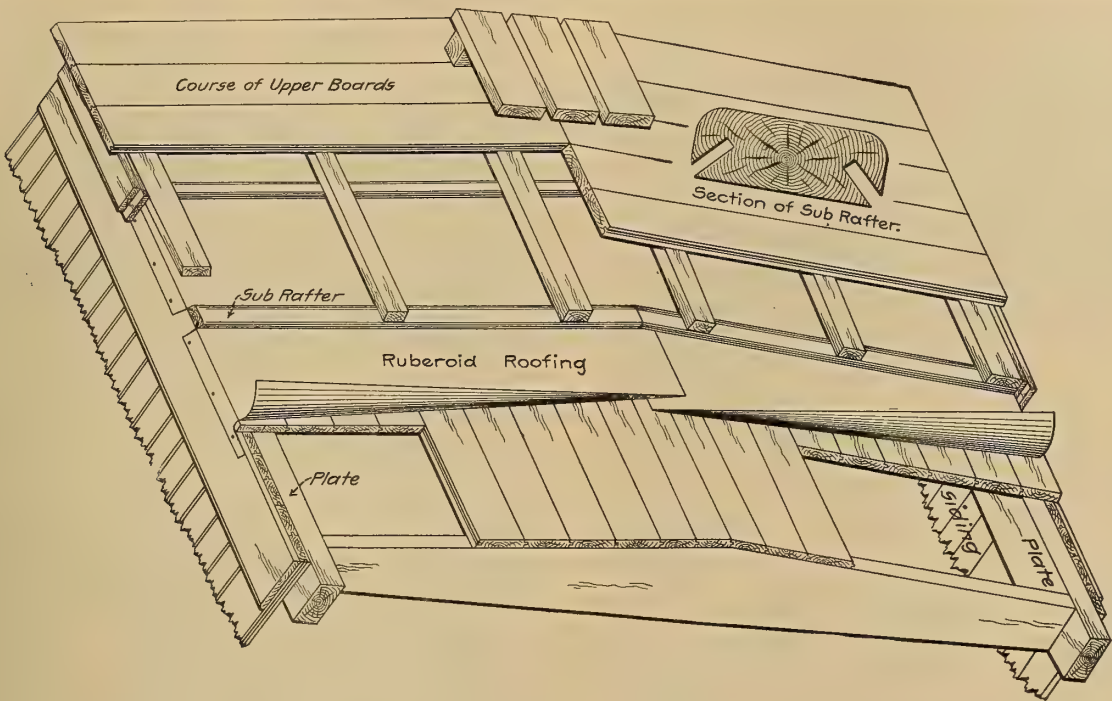 Course of Upper Boards
Section of Sub Rafter.
Sub Rafter
Ruberoid Roofing
Plate
Siding
Plate